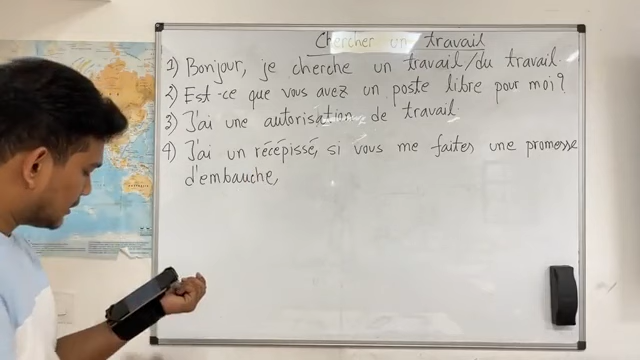 Chercher un travail
1) Bonjour, je cherche un travail/du travail.
2) Est-ce que vous avez un poste libre pour moi?
3) J'ai une autorisation de travail.
4) J'ai un récépissé, si vous me faites une promesse
d'embauche,